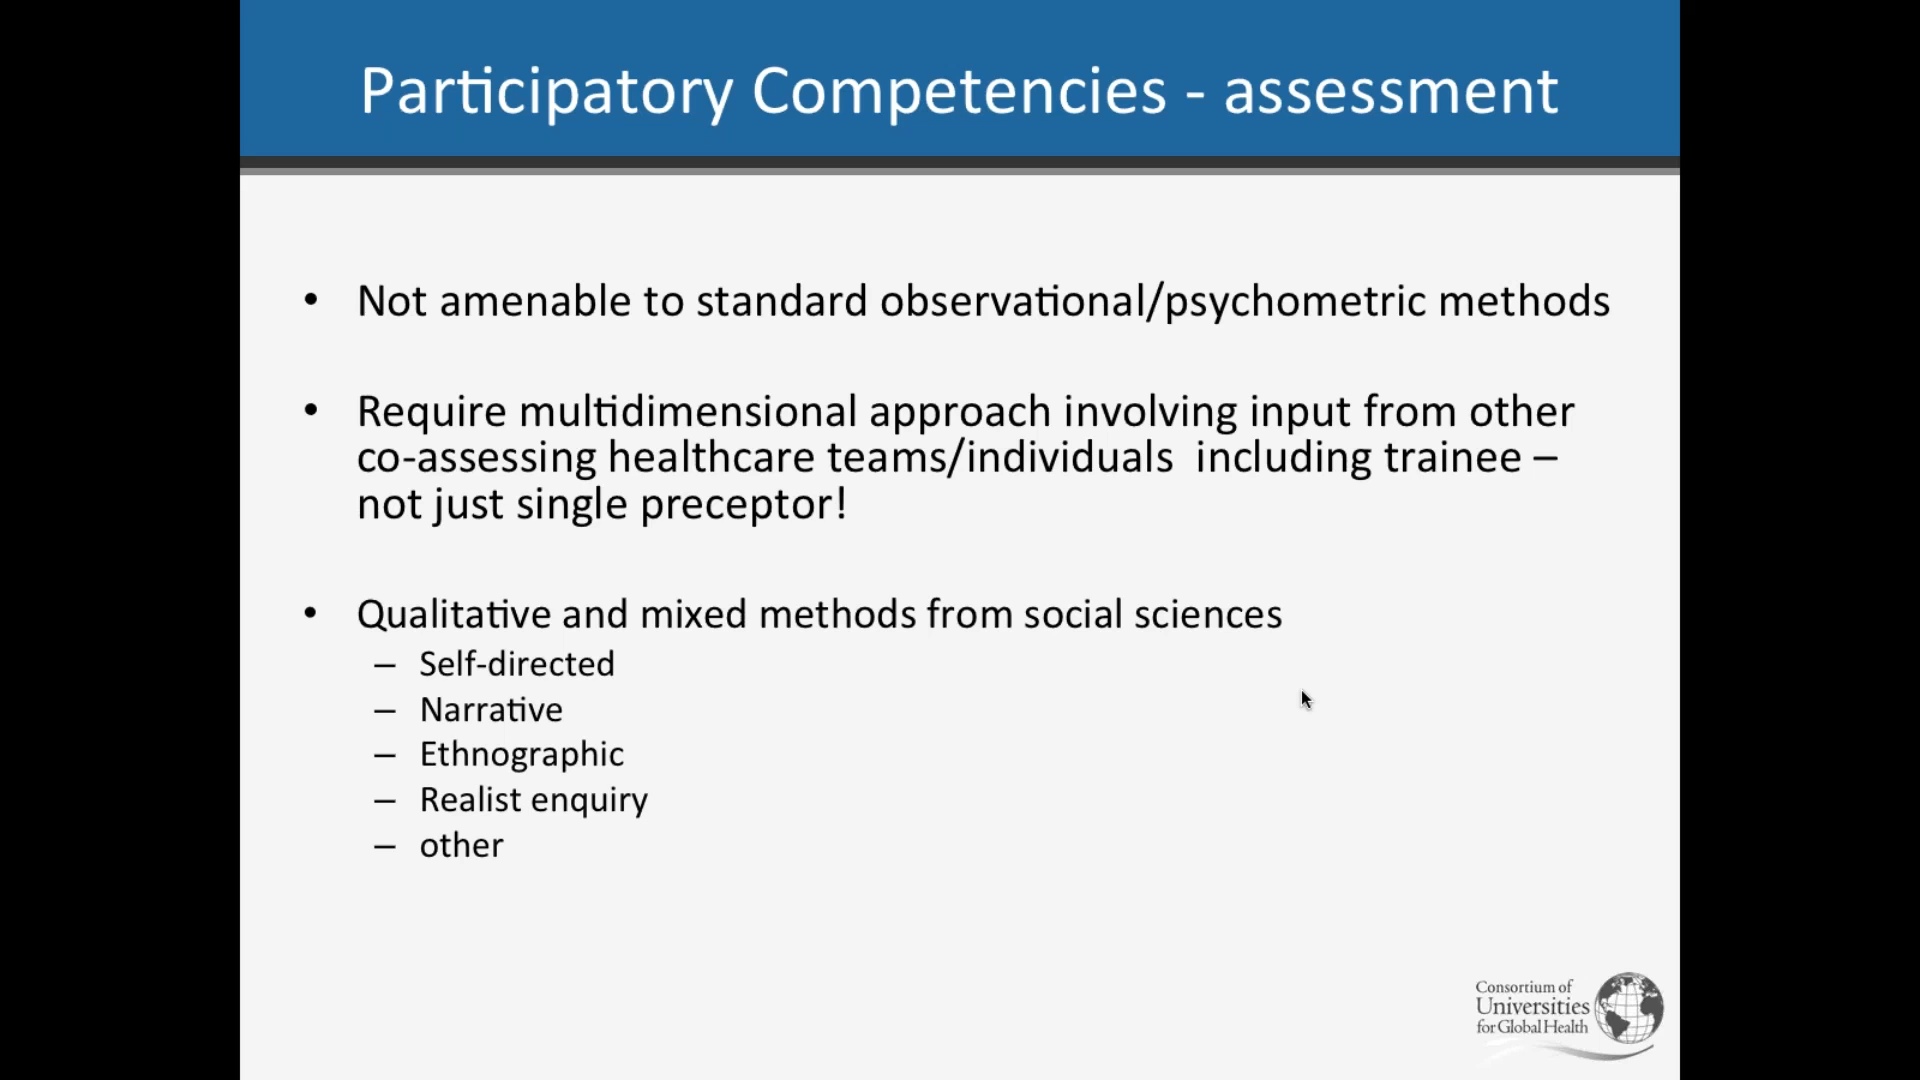 Participatory Competencies - assessment
• Not amenable to standard observational/psychometric methods
• Require multidimensional approach involving input from other
co-assessing healthcare teams/individuals  including trainee –
not just single preceptor!
• Qualitative and mixed methods from social sciences
– Self-directed
– Narrative
– Ethnographic
– Realist enquiry
– other
Consortium of
Universities
for Global Health